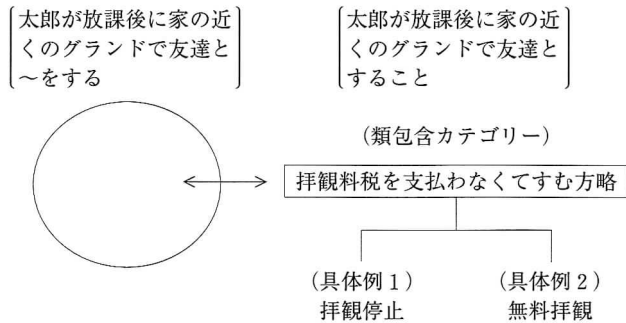 太郎が放課後に家の近
くのグランドで友達と
〜をする
太郎が放課後に家の近
くのグランドで友達と
すること
(類包含カテゴリー)
拝観料税を支払わなくてすむ方略
(具体例1)
拝観停止
(具体例2)
無料拝観